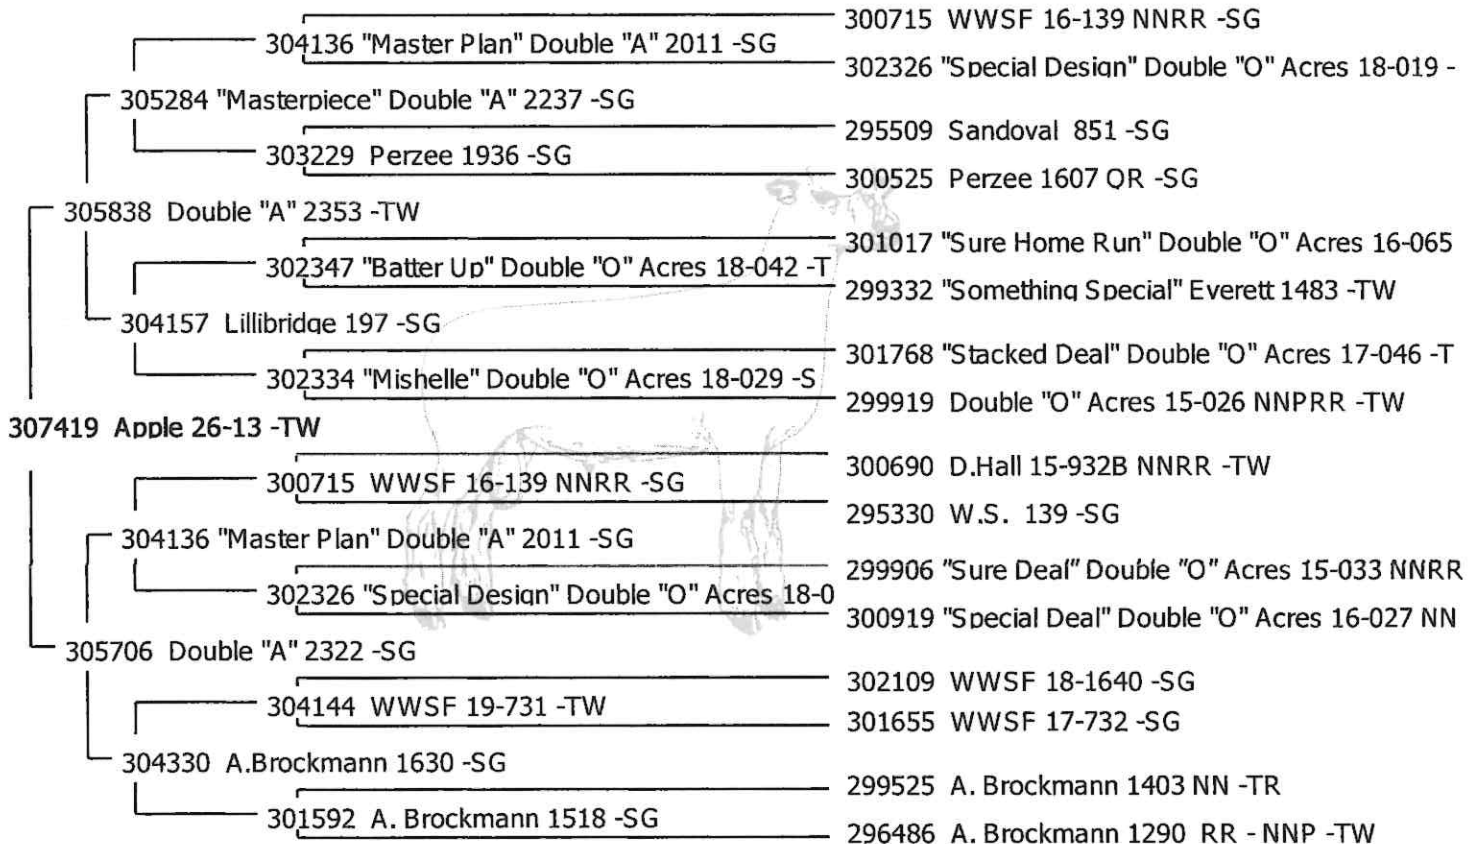 300715 WWSF 16-139 NNRR -SG
304136 "Master Plan" Double "A" 2011 -SG
302326 "Special Design" Double "O" Acres 18-019 -
305284 "Masterpiece" Double "A" 2237 -SG
295509 Sandoval 851 -SG
303229 Perzee 1936 -SG
300525 Perzee 1607 QR -SG
305838 Double "A" 2353 -TW
301017 "Sure Home Run" Double "O" Acres 16-065
302347 "Batter Up" Double "O" Acres 18-042 -T
299332 "Something Special" Everett 1483 -TW
304157 Lillibridge 197 -SG
301768 "Stacked Deal" Double "O" Acres 17-046 -T
302334 "Mishelle" Double "O" Acres 18-029 -S
299919 Double "O" Acres 15-026 NNPRR -TW
307419 Apple 26-13 -TW
300690 D.Hall 15-932B NNRR -TW
300715 WWSF 16-139 NNRR -SG
295330 W.S. 139 -SG
304136 "Master Plan" Double "A" 2011 -SG
299906 "Sure Deal" Double "O" Acres 15-033 NNRR
302326 "Special Design" Double "O" Acres 18-0
300919 "Special Deal" Double "O" Acres 16-027 NN
305706 Double "A" 2322 -SG
302109 WWSF 18-1640 -SG
304144 WWSF 19-731 -TW
301655 WWSF 17-732 -SG
304330 A.Brockmann 1630 -SG
299525 A. Brockmann 1403 NN -TR
301592 A. Brockmann 1518 -SG
296486 A. Brockmann 1290 RR - NNP -TW